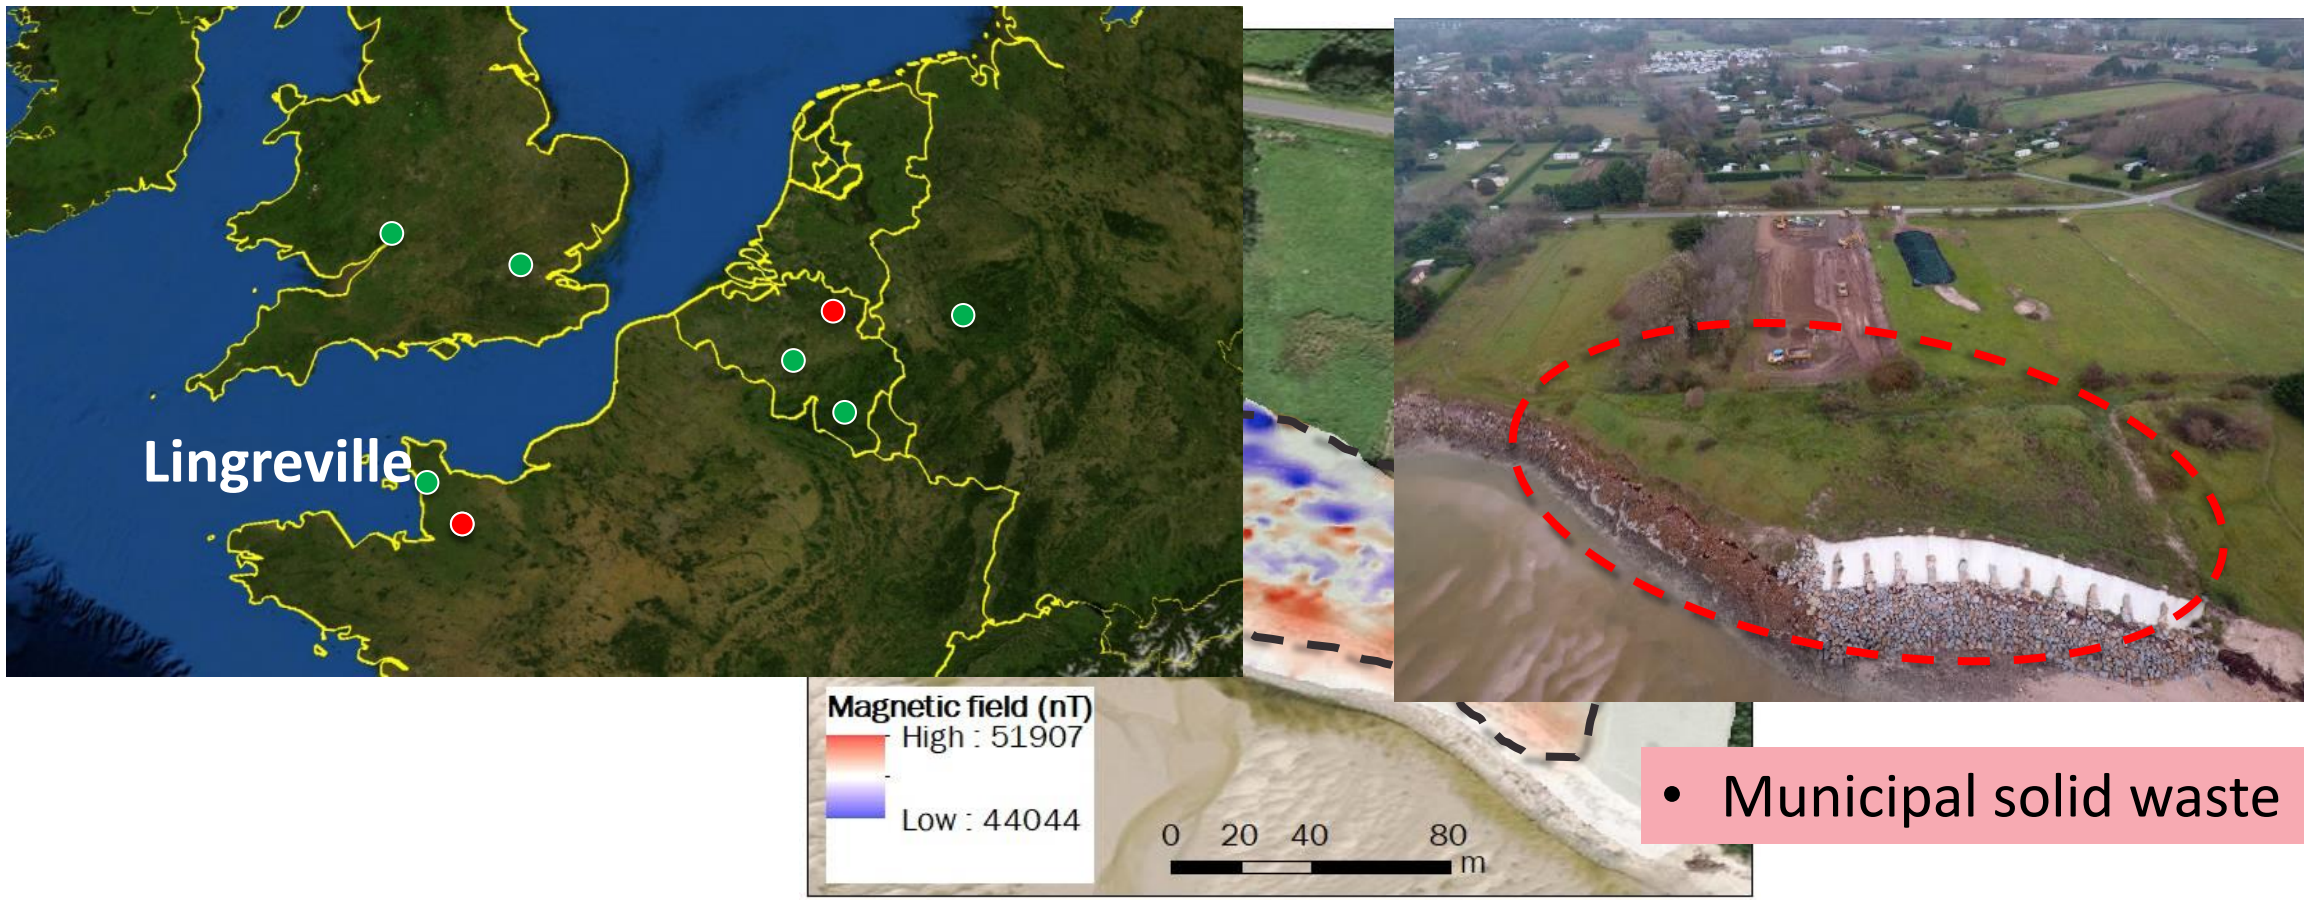 Lingreville
Magnetic field (nT)
High : 51907
Low : 44044
0 20 40 80
m
• Municipal solid waste